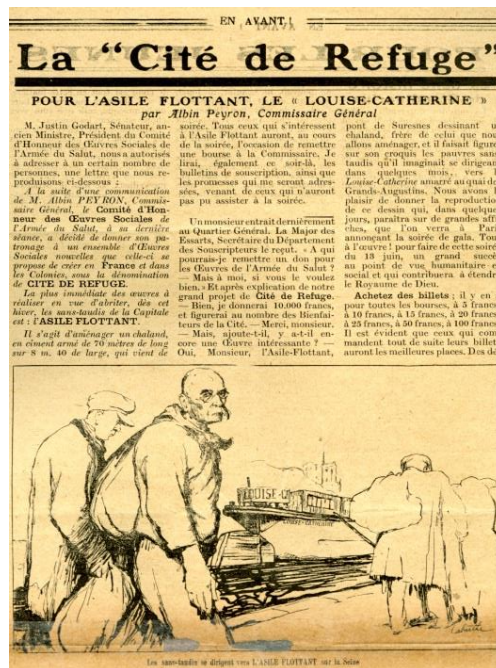 EN AVANT!
La "Cité de Refuge"
POUR L'ASILE FLOTTANT, LE « LOUISE-CATHERINE »
par Albin Peyron, Commissaire Général
M. Justin Godart, Sénateur, an-
cien Ministre, Président du Comité
d'Honneur des Œuvres Sociales de
l'Armée du Salut, nous a autorisés
à adresser à un certain nombre de
personnes, une lettre que nous re-
produisons ci-dessous :
A la suite d'une communication
de M. Albin PEYRON, Commis-
saire Général, le Comité d'Hon-
neur des Œuvres Sociales de
l'Armée du Salut, à sa dernière
séance, a décidé de donner son pa-
tronage à un ensemble d'Œuvres
Sociales nouvelles que celle-ci se
propose de créer en France et dans
les Colonies, sous la dénomination
de CITE DE REFUGE.
La plus immédiate des œuvres à
réaliser en vue d'abriter, dès cet
hiver, les sans-taudis de la Capitale
est : l'ASILE FLOTTANT.
Il s'agit d'aménager un chaland,
en ciment armé de 70 mètres de long
sur 8 m. 40 de large, qui vient de
soirée. Tous ceux qui s'intéressent
à l'Asile Flottant auront, au cours
de la soirée, l'occasion de remettre
une bourse à la Commissaire. Je
lirai, également ce soir-là, les
bulletins de souscription, ainsi que
les promesses qui me seront adres-
sées, venant de ceux qui n'auront
pas pu assister à la soirée.
Un monsieur entrait dernièrement
au Quartier Général. La Major des
Essarts, Secrétaire du Département
des Souscripteurs le reçut. « A qui
pourrais-je remettre un don pour
les Œuvres de l'Armée du Salut ?
— Mais à moi, si vous le voulez
bien. » Et après explication de notre
grand projet de Cité de Refuge.
— Bien, je donnerai 10.000 francs,
et figurerai au nombre des Bienfai-
teurs de la Cité. — Merci, monsieur.
— Mais, ajoute-t-il, y a-t-il en-
core une Œuvre intéressante ? —
Oui, Monsieur, l'Asile-Flottant,
pont de Suresnes dessinant u
chaland, frère de celui que nous
allons aménager, et il faisait figure
sur son croquis les pauvres sans
taudis qu'il imaginait se dirigean
dans quelques mois, vers l
Louise-Catherine amarré au quai de
Grands-Augustins. Nous avons l
plaisir de donner la reproductio
de ce dessin qui, dans quelque
jours, paraîtra sur de grandes affi
ches, que l'on verra à Pari
annonçant la soirée de gala. Tou
à l'œuvre ! pour faire de cette soiré
du 13 juin, un grand succè
au point de vue humanitaire e
social et qui contribuera à étendr
le Royaume de Dieu.
Achetez des billets : il y en
pour toutes les bourses, à 5 franc
à 10 francs, à 15 francs, à 20 franc
à 25 francs, à 50 francs, à 100 franc
Il est évident que ceux qui com
mandent tout de suite leurs billet
auront les meilleures places. Des de
LOUISE-C
LOUISE-CATHERINE
Les sans-taudis se dirigent vers L'ASILE FLOTTANT sur la Seine